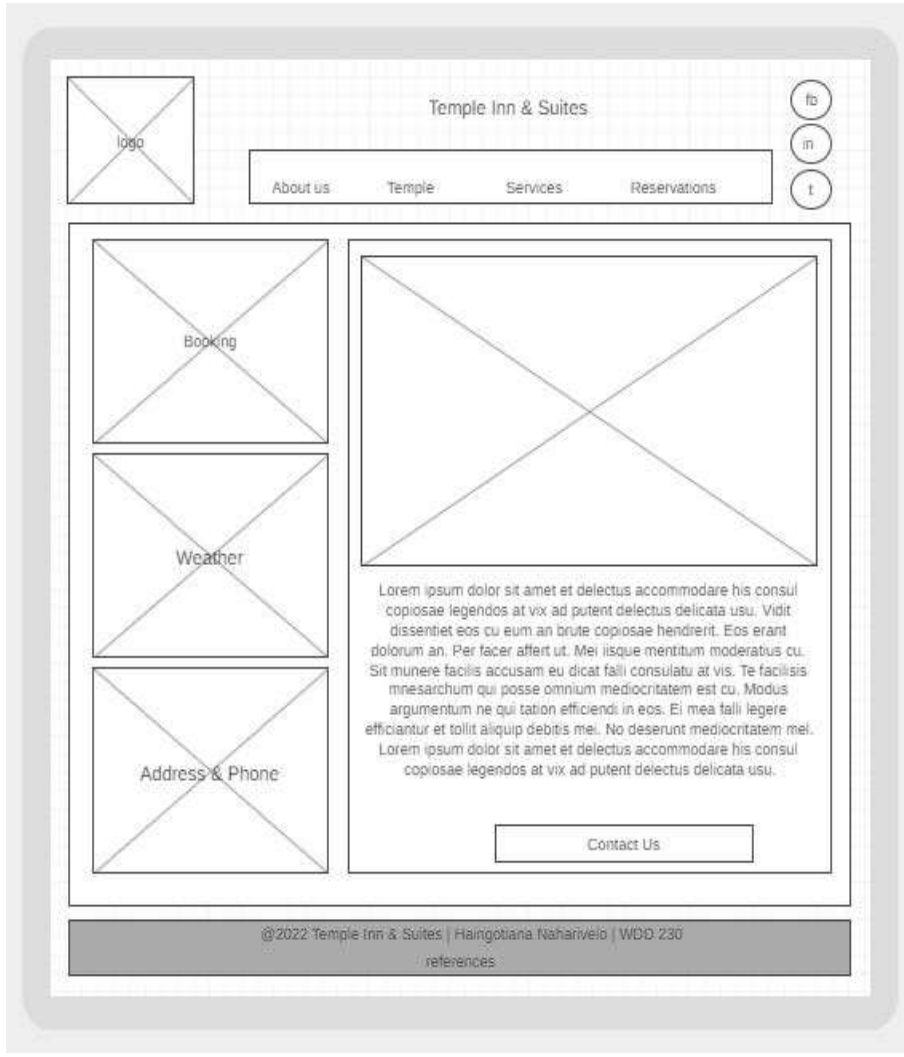 logo
Temple Inn & Suites
fb
in
t
About us Temple Services Reservations
Booking
Weather
Address & Phone
Lorem ipsum dolor sit amet et delectus accommodare his consul
copiosae legendos at vix ad putent delectus delicata usu. Vidit
dissentiet eos cu eum an brute copiosae hendrerit. Eos erant
dolorum an. Per facer affert ut. Mei iisque mentitum moderatius cu.
Sit munere facilis accusam eu dicat falli consulatu at vis. Te facilisis
mnesarchum qui posse omnium mediocritatem est cu. Modus
argumentum ne qui tation efficiendi in eos. Ei mea falli legere
efficiantur et tollit aliquip debitis mei. No deserunt mediocritatem mel.
Lorem ipsum dolor sit amet et delectus accommodare his consul
copiosae legendos at vix ad putent delectus delicata usu.
Contact Us
@2022 Temple Inn & Suites | Haingotiana Naharivelo | WDD 230
references